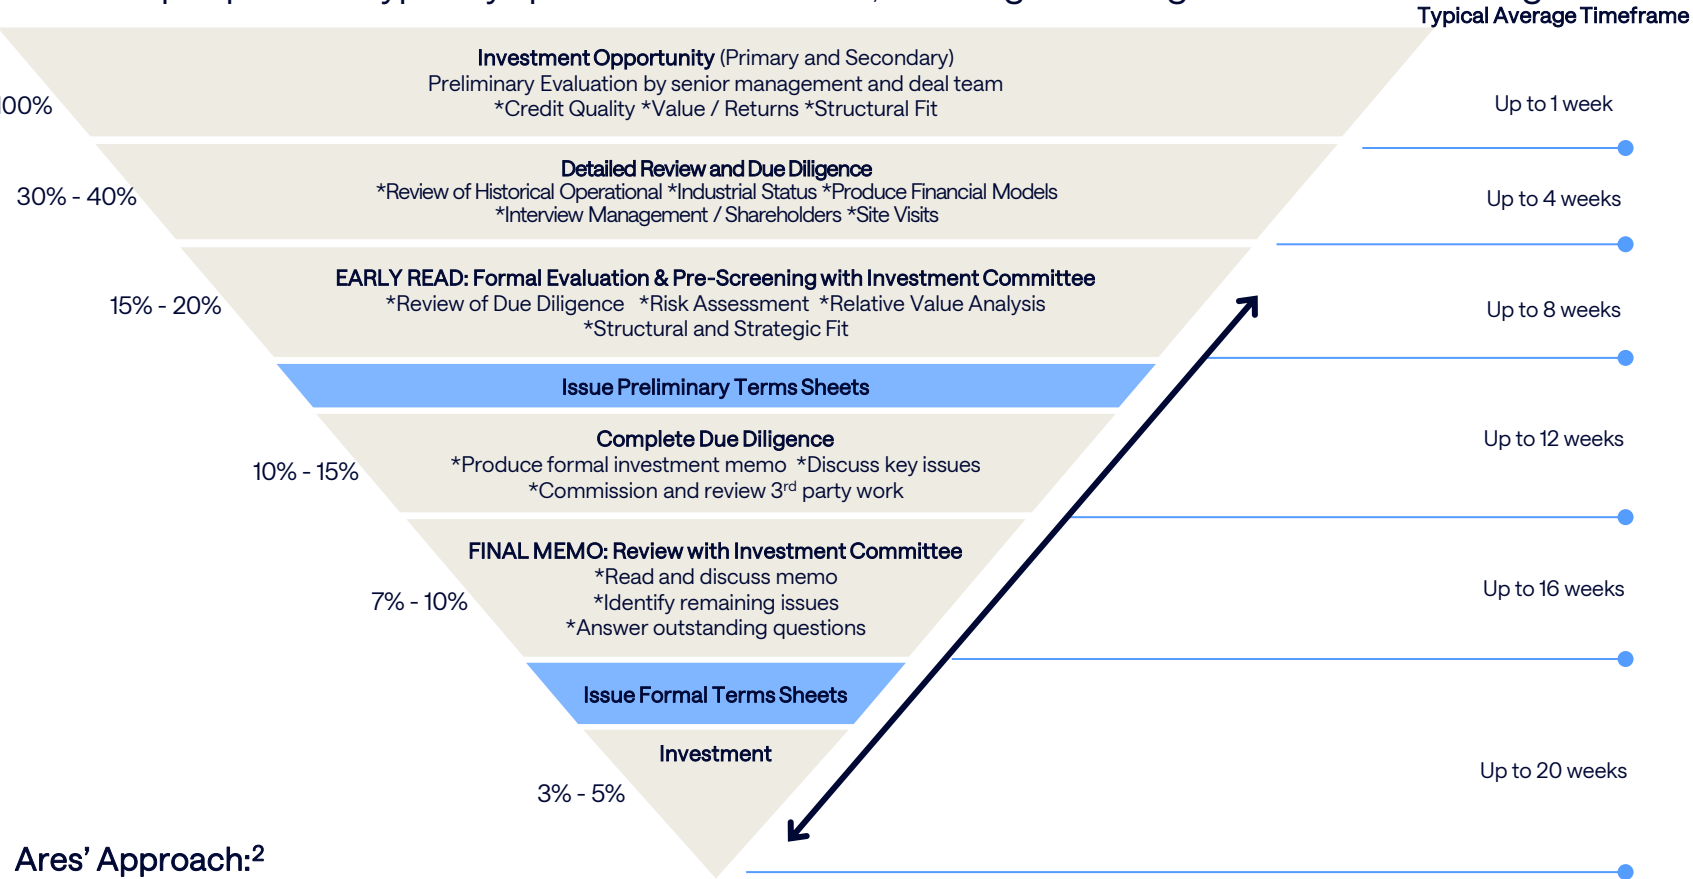 Typical Average Timeframe
Investment Opportunity (Primary and Secondary)
Preliminary Evaluation by senior management and deal team
*Credit Quality *Value / Returns *Structural Fit
100%
Up to 1 week
Detailed Review and Due Diligence
*Review of Historical Operational *Industrial Status *Produce Financial Models
*Interview Management / Shareholders *Site Visits
30% - 40%
Up to 4 weeks
EARLY READ: Formal Evaluation & Pre-Screening with Investment Committee
*Review of Due Diligence *Risk Assessment *Relative Value Analysis
*Structural and Strategic Fit
15% - 20%
Up to 8 weeks
Issue Preliminary Terms Sheets
Complete Due Diligence
*Produce formal investment memo *Discuss key issues
*Commission and review 3rd party work
10% - 15%
Up to 12 weeks
FINAL MEMO: Review with Investment Committee
*Read and discuss memo
*Identify remaining issues
*Answer outstanding questions
7% - 10%
Up to 16 weeks
Issue Formal Terms Sheets
Investment
3% - 5%
Up to 20 weeks
Ares’ Approach:2